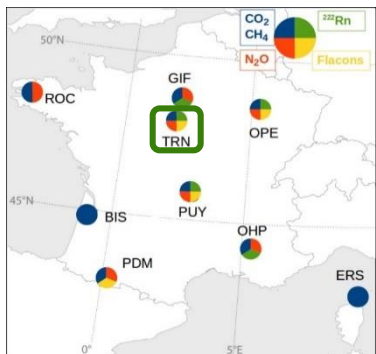 50°N
CO₂
CH₄
²²²Rn
N₂O
Flacons
GIF
ROC
OPE
TRN
45°N
BIS
PUY
OHP
PDM
ERS
0°
5°E